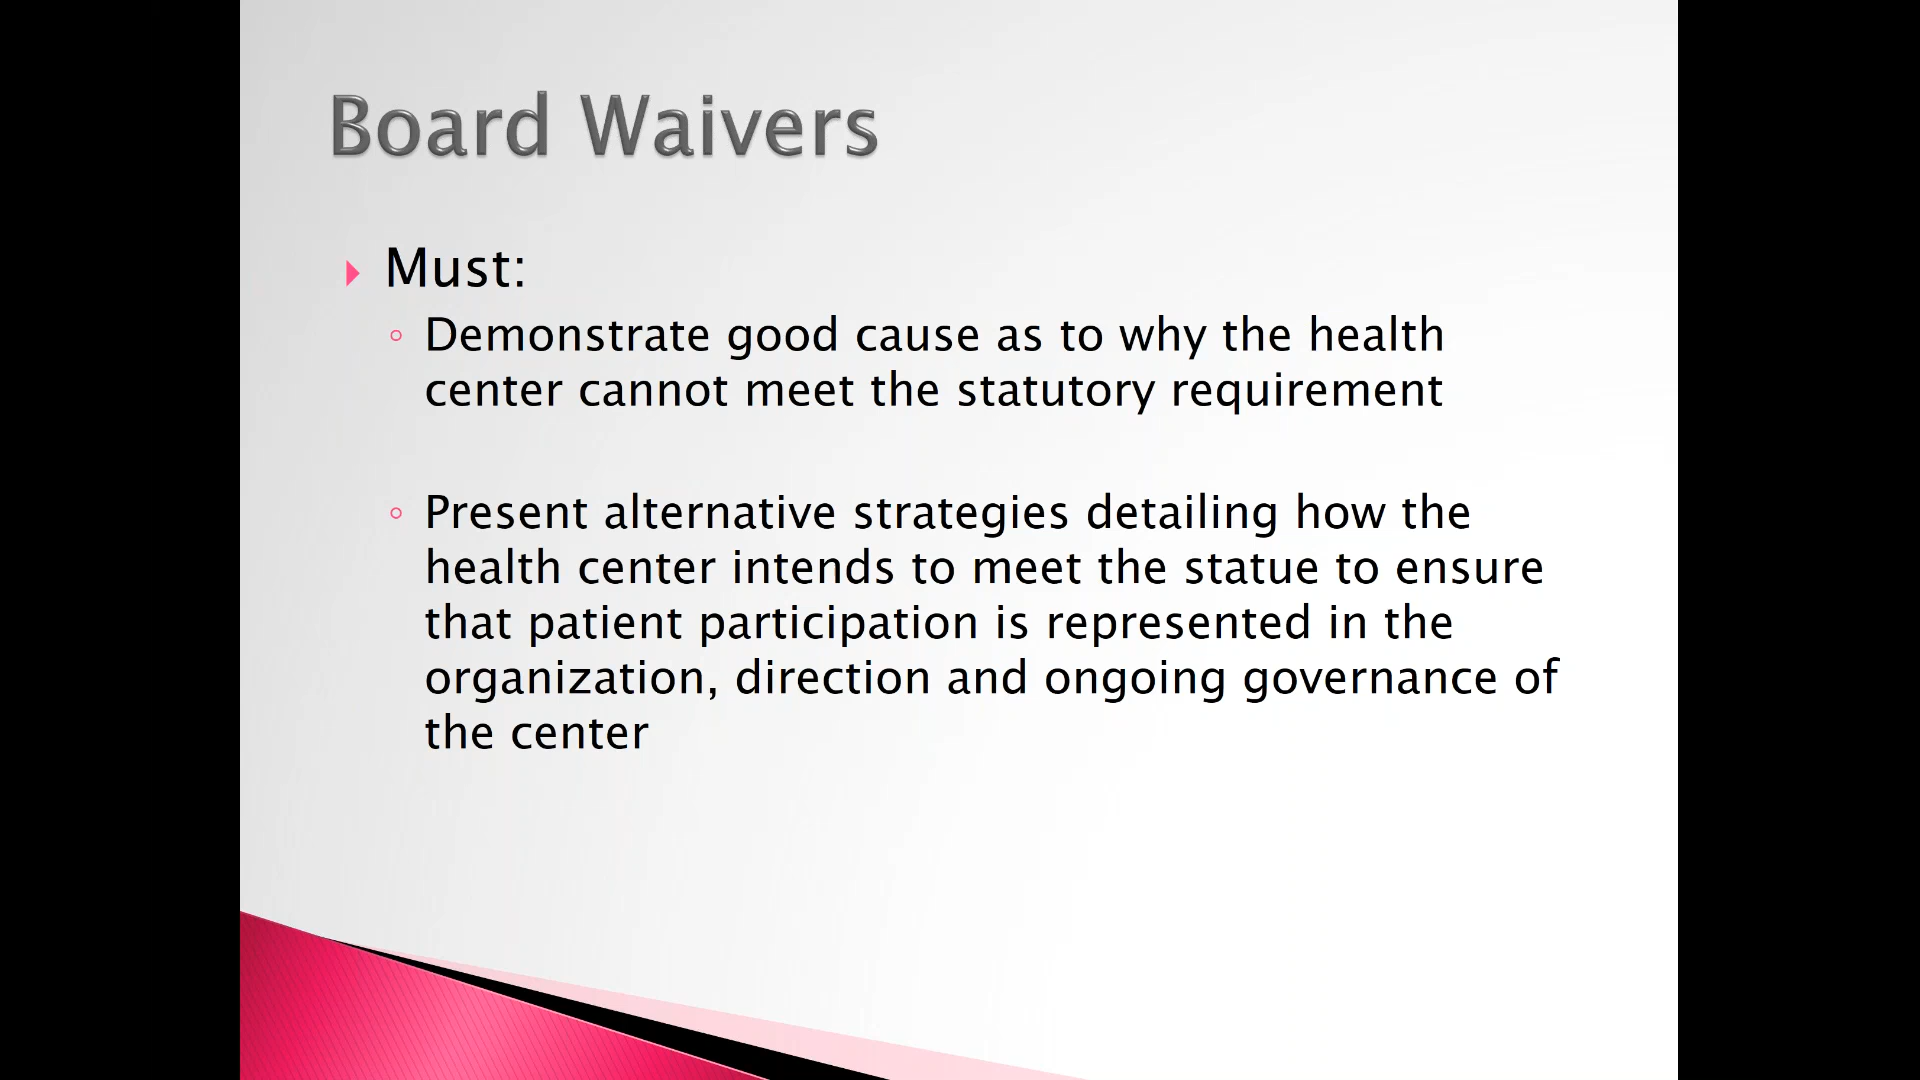 Board Waivers
Must:
Demonstrate good cause as to why the health
center cannot meet the statutory requirement
Present alternative strategies detailing how the
health center intends to meet the statue to ensure
that patient participation is represented in the
organization, direction and ongoing governance of
the center